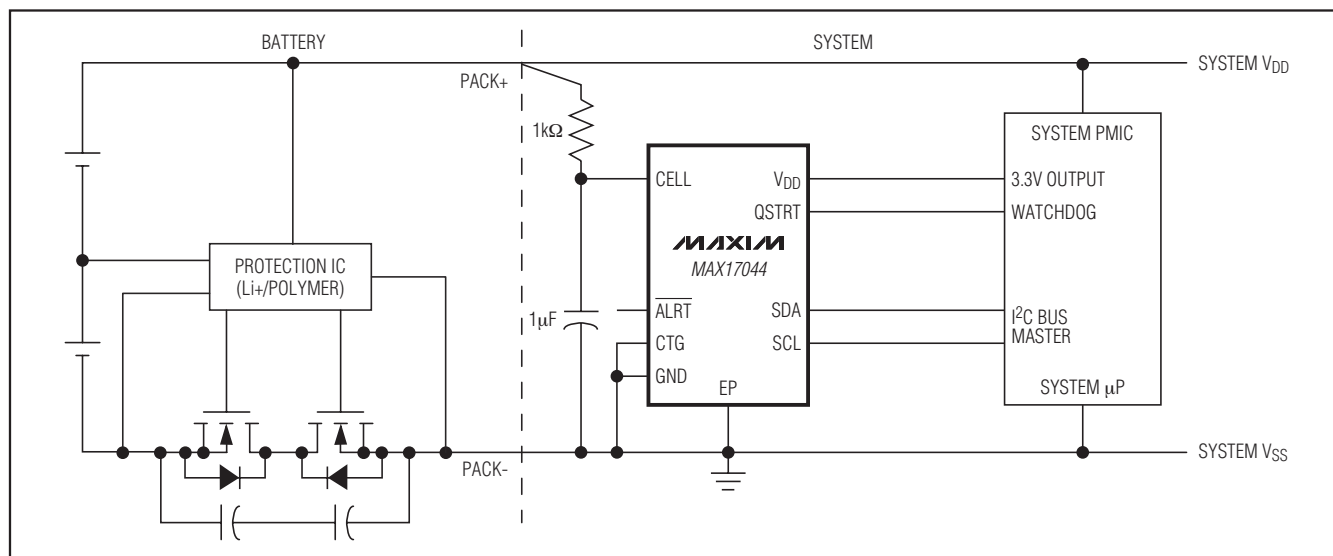 BATTERY
SYSTEM
PACK+
SYSTEM VDD
1kΩ
SYSTEM PMIC
CELL
VDD
3.3V OUTPUT
QSTRT
WATCHDOG
MAXIM
MAX17044
PROTECTION IC
(Li+/POLYMER)
1µF
ALRT
SDA
I2C BUS
MASTER
CTG
SCL
GND
EP
SYSTEM µP
PACK-
SYSTEM VSS